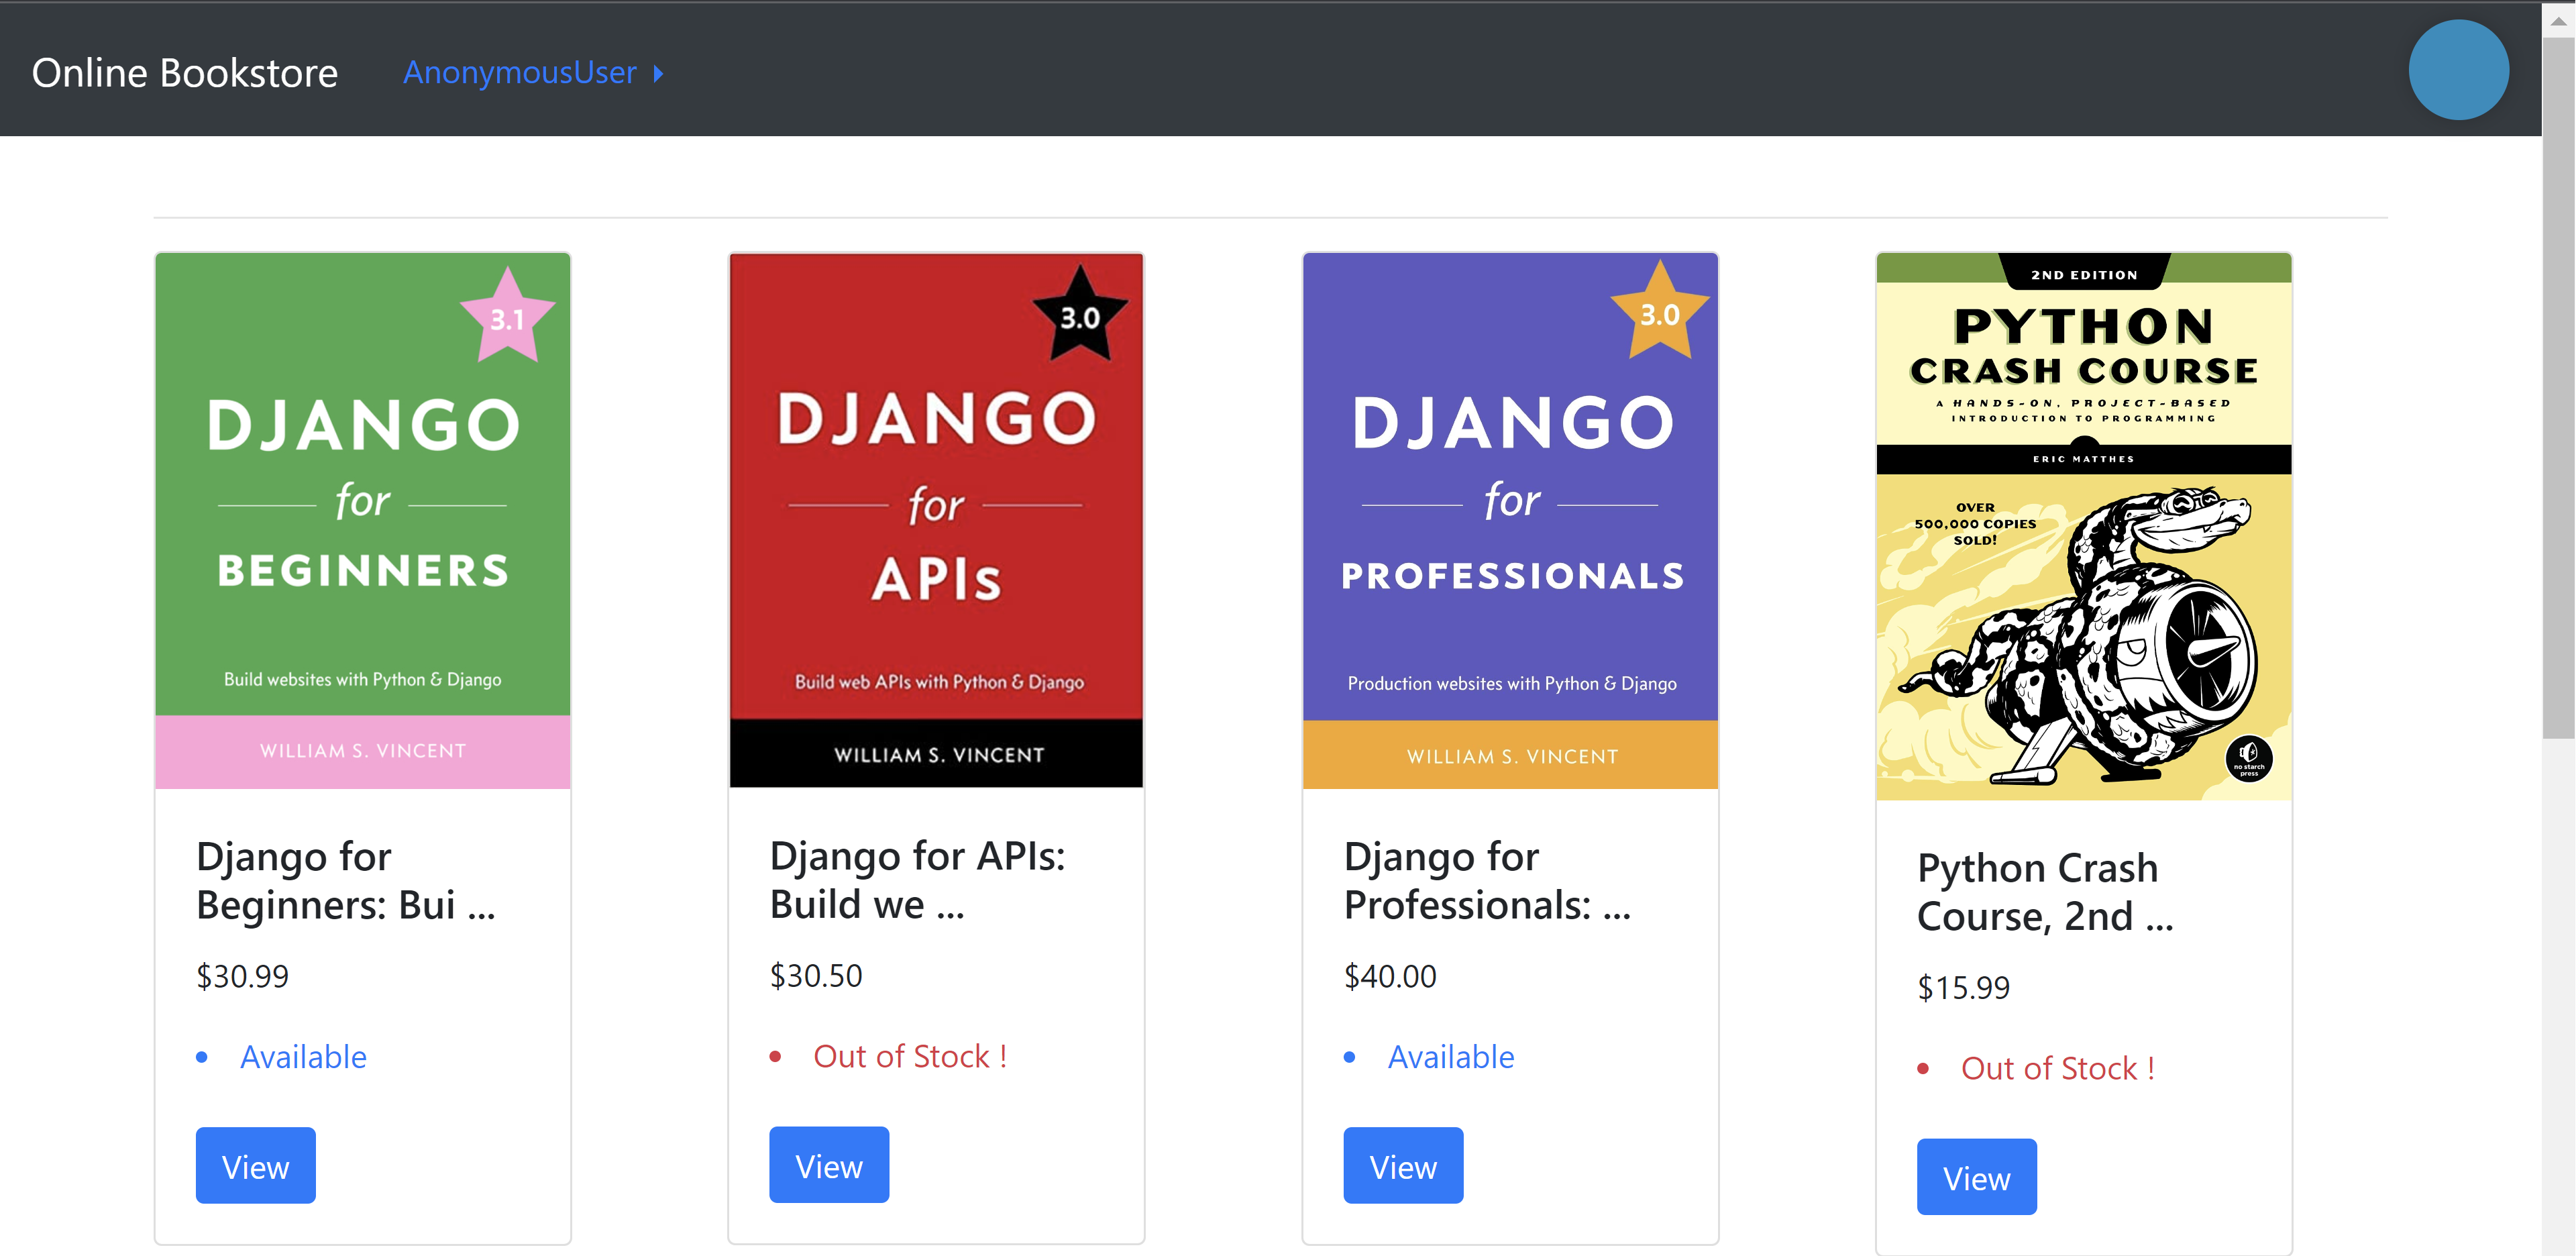 Online Bookstore
AnonymousUser
3.1
DJANGO
for
BEGINNERS
Build websites with Python & Django
WILLIAM S. VINCENT
Django for
Beginners: Bui ...
$30.99
Available
View
3.0
DJANGO
for
APIs
Build web APIs with Python & Django
WILLIAM S. VINCENT
Django for APIs:
Build we ...
$30.50
Out of Stock !
View
3.0
DJANGO
for
PROFESSIONALS
Production websites with Python & Django
WILLIAM S. VINCENT
Django for
Professionals: ...
$40.00
Available
View
2ND EDITION
PYTHON
CRASH COURSE
A HANDS-ON, PROJECT-BASED
INTRODUCTION TO PROGRAMMING
ERIC MATTHES
OVER
500,000 COPIES
SOLD!
no starch
press
Python Crash
Course, 2nd ...
$15.99
Out of Stock !
View